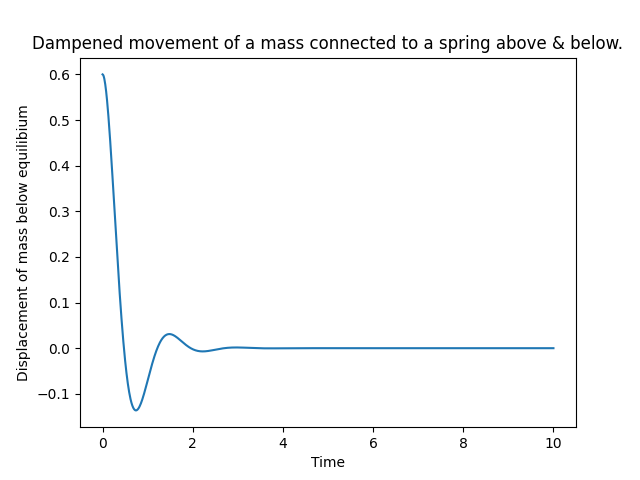 Dampened movement of a mass connected to a spring above & below.
Displacement of mass below equilibium
0.6
0.5
0.4
0.3
0.2
0.1
0.0
−0.1
0 2 4 6 8 10
Time